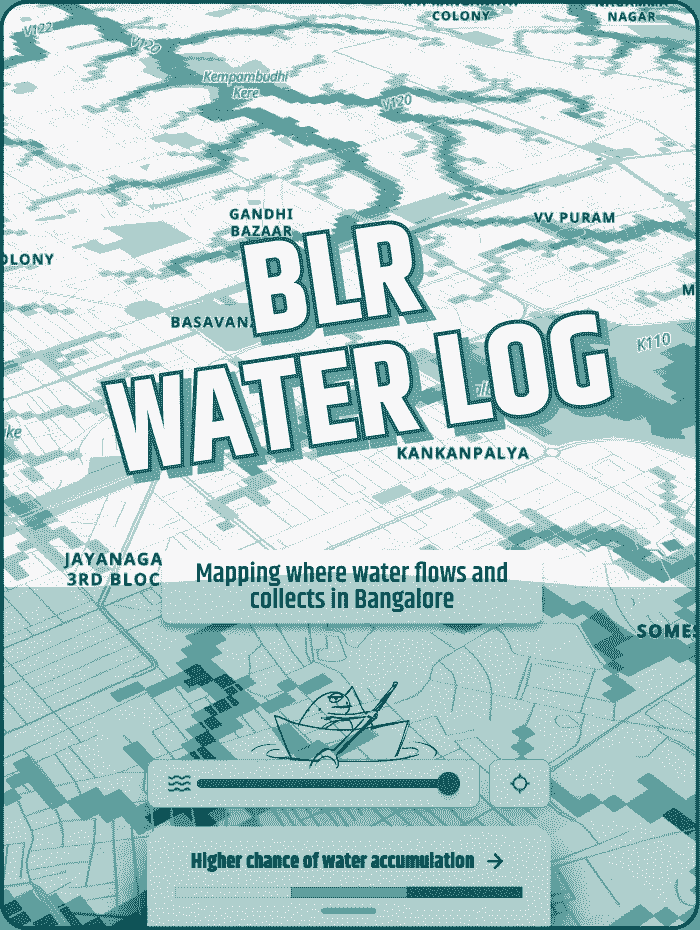 COLONY
NAGAR
V122
V120
Kempambudhi
Kere
V120
GANDHI
BAZAAR
VV PURAM
OLONY
BLR
BASAVAN
K110
WATER LOG
KANKANPALYA
JAYANAGA
3RD BLOC
Mapping where water flows and
collects in Bangalore
SOMES
Higher chance of water accumulation →